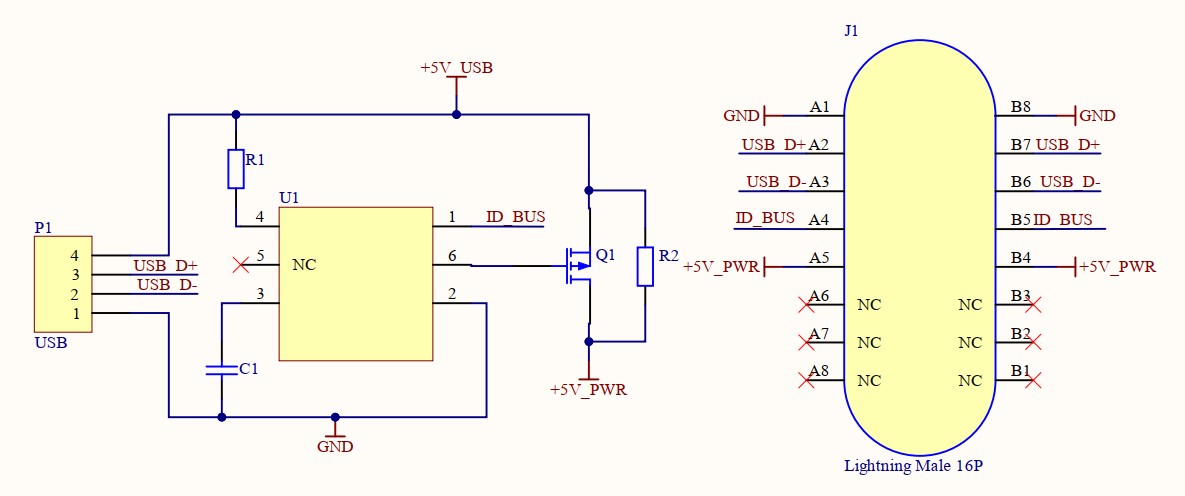 J1
+5V_USB
A1 B8
GND GND
USB_D+ A2 B7 USB_D+
R1
USB_D- A3 B6 USB_D-
U1
4 1 ID_BUS ID_BUS A4 B5 ID_BUS
P1
4 5 NC 6 Q1 R2 +5V_PWR A5 B4 +5V_PWR
3 USB_D+
2 USB_D-
3 2 A6 NC NC B3
1
USB A7 NC NC B2
C1 A8 NC NC B1
+5V_PWR
GND
Lightning Male 16P